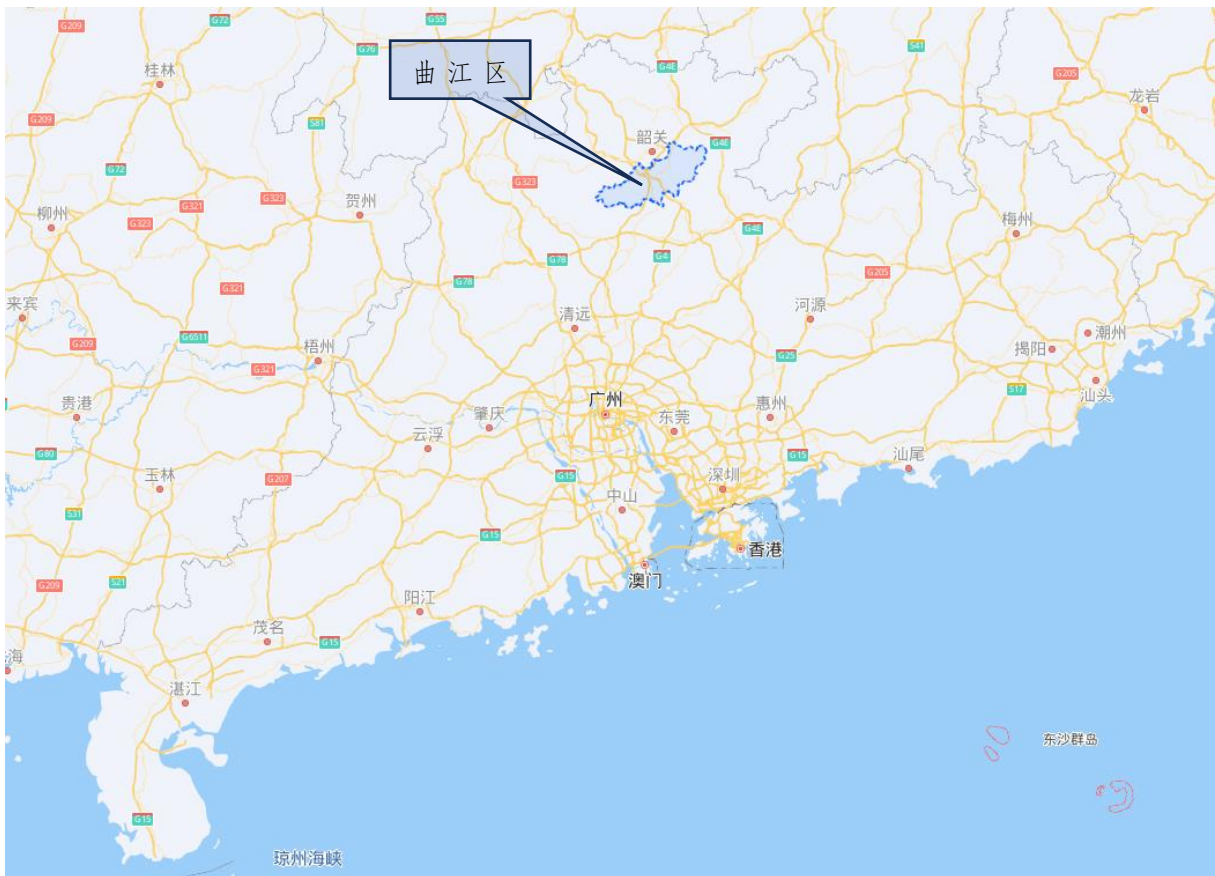 G209
G72
G55
G76
曲江区
G4E
S41
G205
桂林
龙岩
G209
S81
韶关
G4E
G72
G323
G321
G323
贺州
柳州
G323
梅州
G4E
G78
G4
G205
G78
G321
来宾
清远
河源
G6511
G209
梧州
潮州
揭阳
G25
G321
S17
汕头
贵港
肇庆
广州
东莞
惠州
云浮
G80
G15
汕尾
玉林
G207
G15
深圳
中山
S31
G15
香港
澳门
G209
S21
阳江
茂名
G15
海
湛江
东沙群岛
G15
琼州海峡